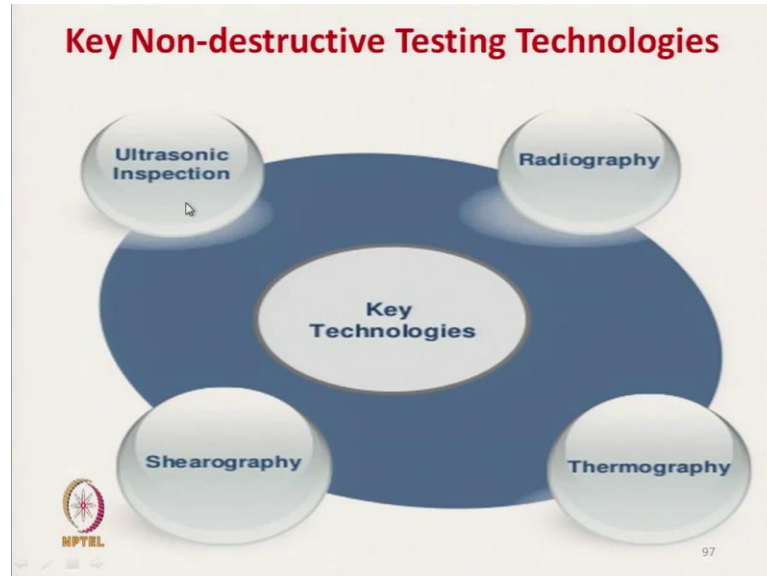 Key Non-destructive Testing Technologies
Ultrasonic
Inspection
Radiography
Key
Technologies
Shearography
Thermography
NPTEL
97